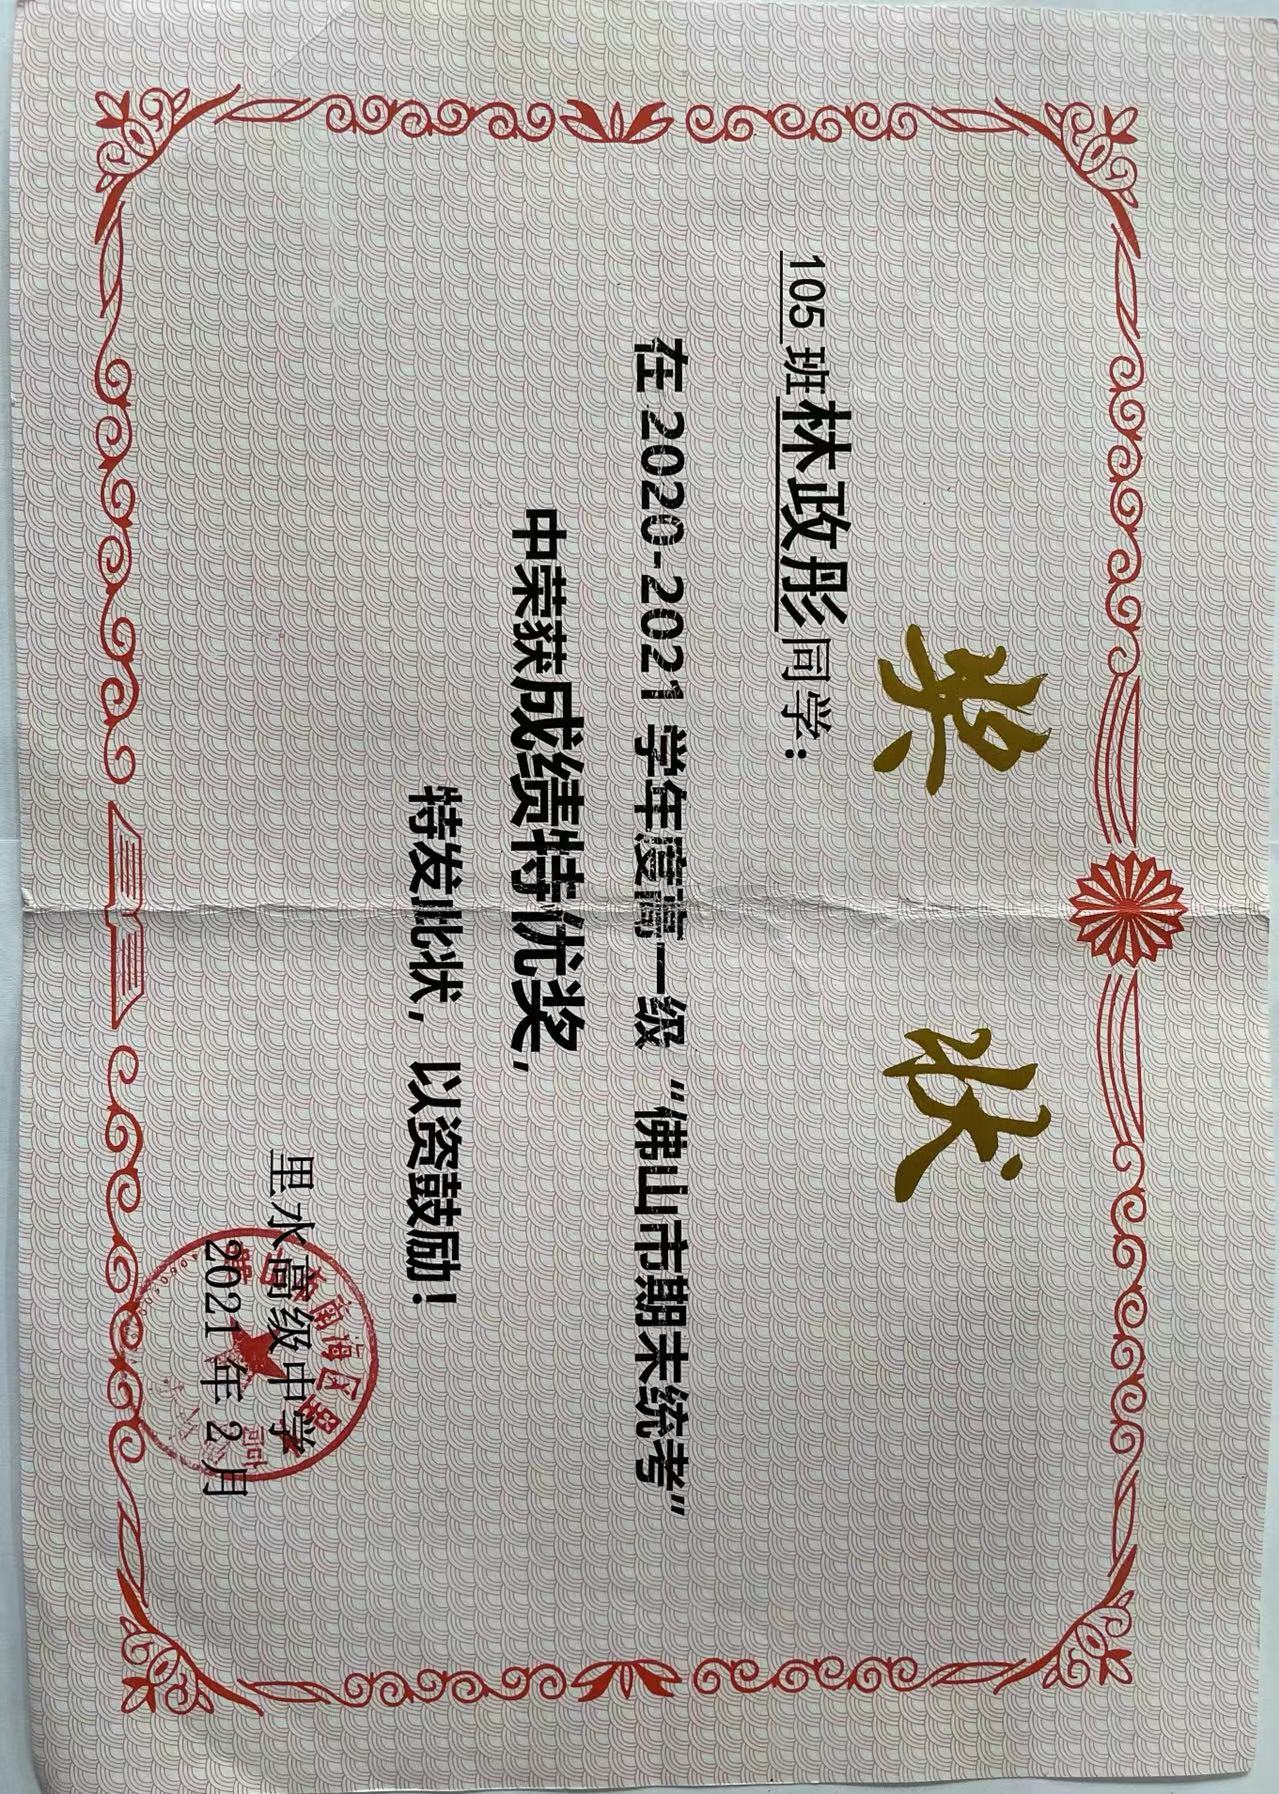 奖状
105班林政彤同学：
在2020-2021学年度高一级“佛山市期末统考”
中荣获成绩特优奖，
特发此状，以资鼓励！
里水高级中学
2021年2月